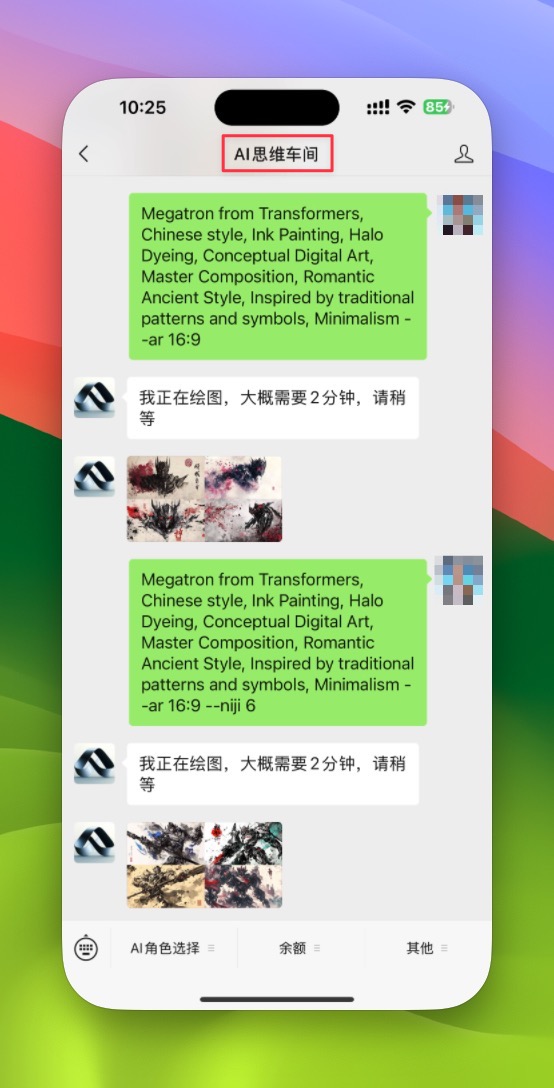 10:25
85
AI思维车间
Megatron from Transformers,
Chinese style, Ink Painting, Halo
Dyeing, Conceptual Digital Art,
Master Composition, Romantic
Ancient Style, Inspired by traditional
patterns and symbols, Minimalism -
-ar 16:9
我正在绘图，大概需要2分钟，请稍
等
Megatron from Transformers,
Chinese style, Ink Painting, Halo
Dyeing, Conceptual Digital Art,
Master Composition, Romantic
Ancient Style, Inspired by traditional
patterns and symbols, Minimalism -
-ar 16:9 --niji 6
我正在绘图，大概需要2分钟，请稍
等
AI角色选择
余额
其他